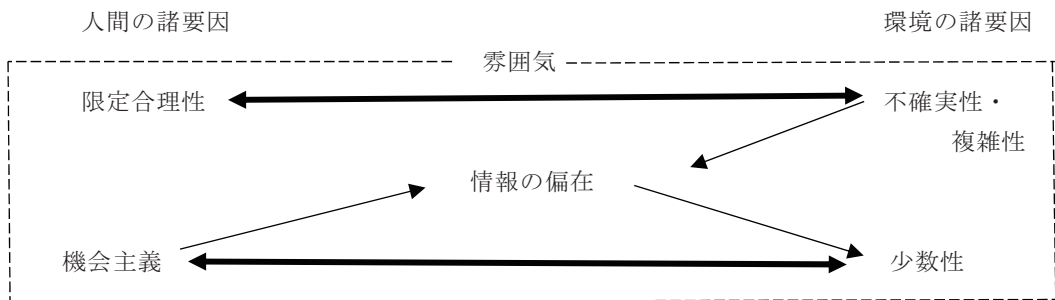 人間の諸要因
環境の諸要因
雰囲気
限定合理性
不確実性・
複雑性
情報の偏在
機会主義
少数性